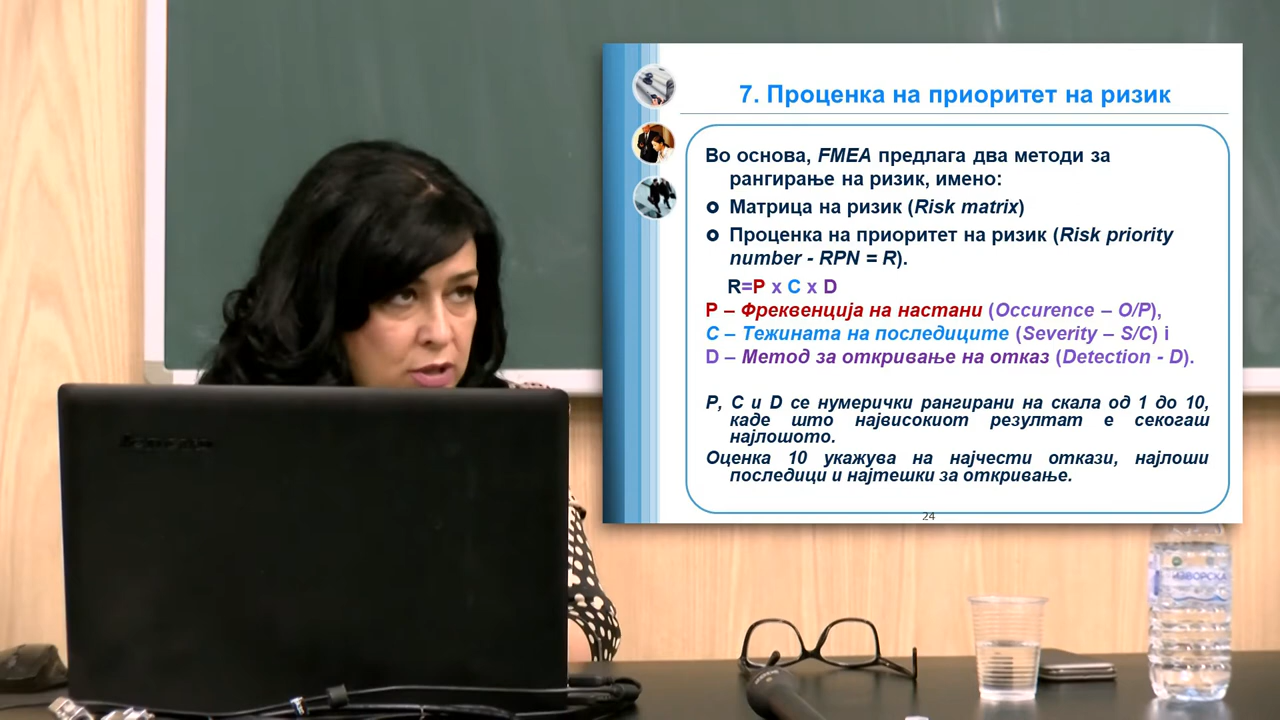 7. Проценка на приоритет на ризик
Во основа, FMEA предлага два методи за
рангирање на ризик, имено:
Матрица на ризик (Risk matrix)
Проценка на приоритет на ризик (Risk priority
number - RPN = R).
R=P x C x D
P – Фреквенција на настани (Occurence – O/P),
C – Тежината на последиците (Severity – S/C) i
D – Метод за откривање на отказ (Detection - D).
P, C и D се нумерички рангирани на скала од 1 до 10,
каде што највисокиот резултат е секогаш
најлошото.
Оценка 10 укажува на најчести откази, најлоши
последици и најтешки за откривање.
24